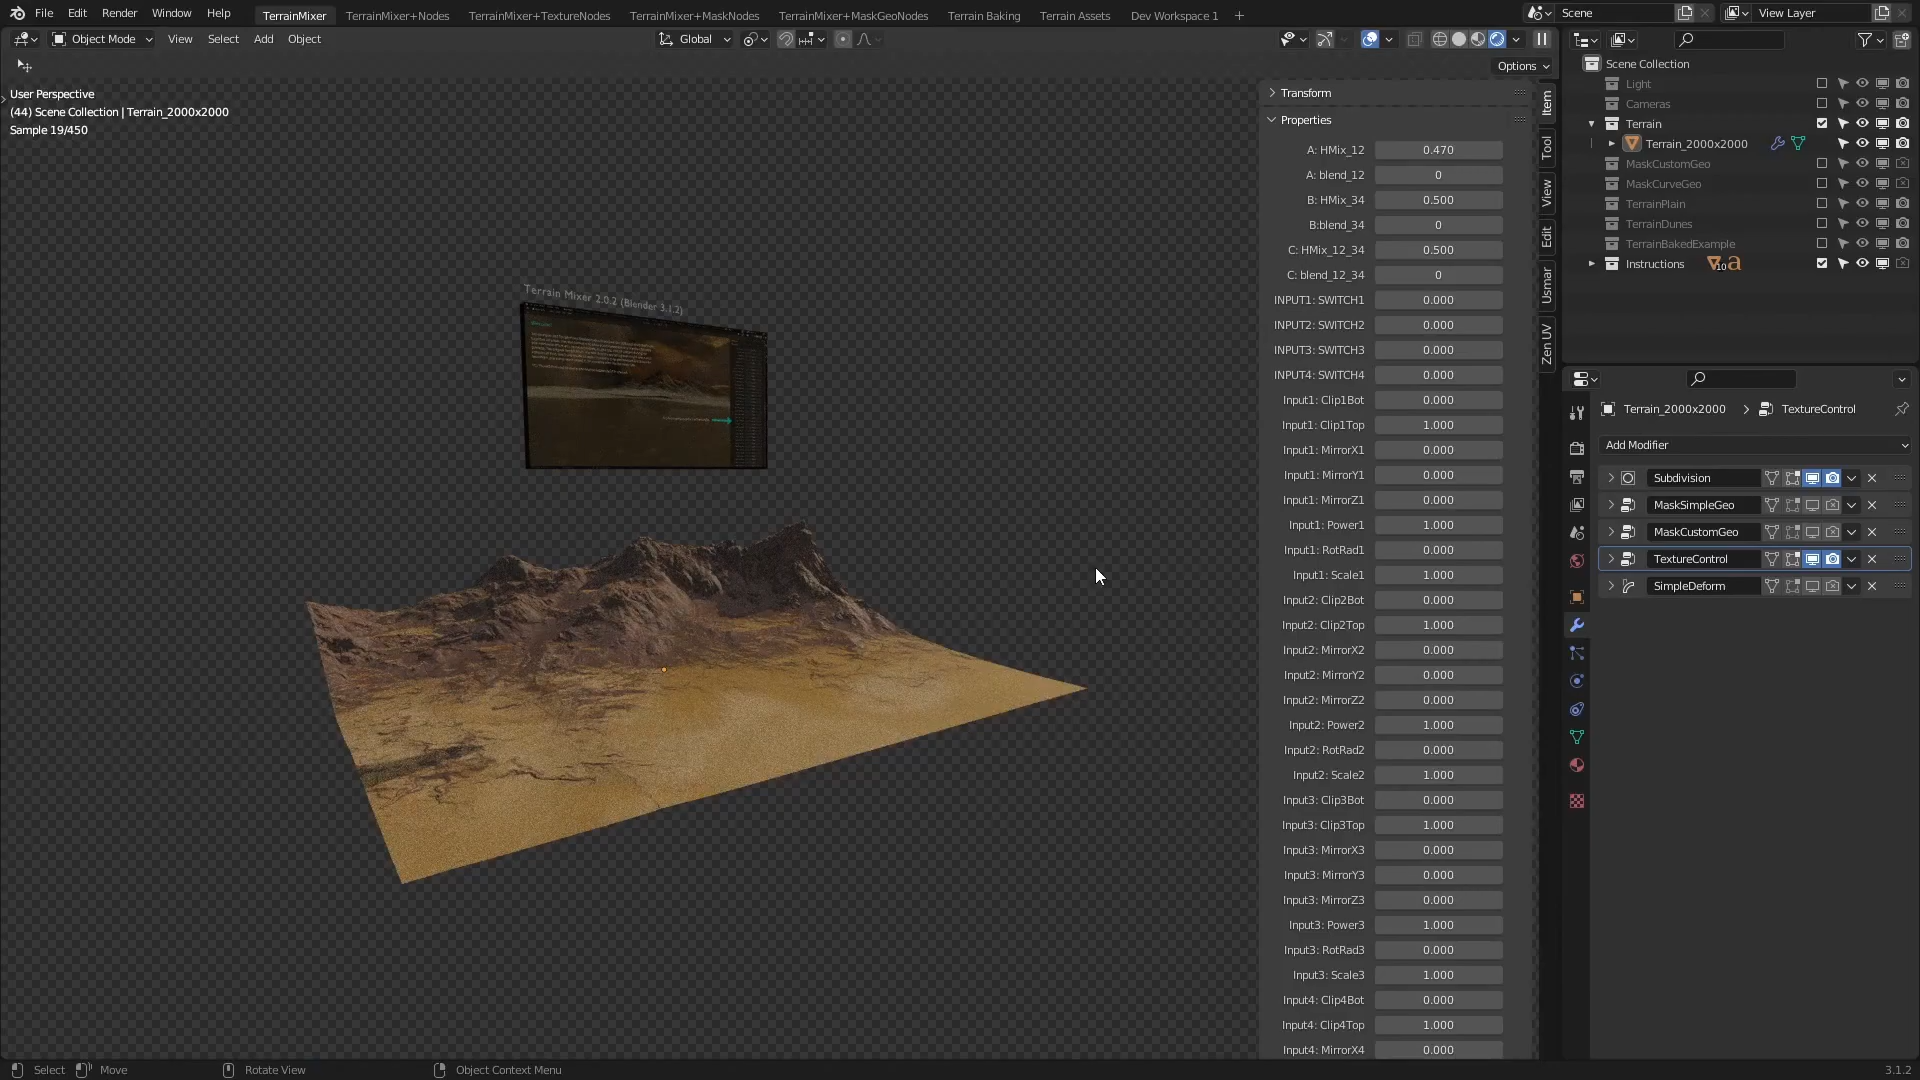 File Edit Render Window Help TerrainMixer TerrainMixer+Nodes TerrainMixer+TextureNodes TerrainMixer+MaskNodes TerrainMixer+MaskGeoNodes Terrain Baking Terrain Assets Dev Workspace 1 + Scene View Layer
Object Mode View Select Add Object Global
Options
User Perspective
(44) Scene Collection | Terrain_2000x2000
Sample 19/450
Terrain Mixer 2.0.2 (Blender 3.1.2)
Transform
Properties
A: HMix_12 0.470
A: blend_12 0
B: HMix_34 0.500
B:blend_34 0
C: HMix_12_34 0.500
C: blend_12_34 0
INPUT1: SWITCH1 0.000
INPUT2: SWITCH2 0.000
INPUT3: SWITCH3 0.000
INPUT4: SWITCH4 0.000
Input1: Clip1Bot 0.000
Input1: Clip1Top 1.000
Input1: MirrorX1 0.000
Input1: MirrorY1 0.000
Input1: MirrorZ1 0.000
Input1: Power1 1.000
Input1: RotRad1 0.000
Input1: Scale1 1.000
Input2: Clip2Bot 0.000
Input2: Clip2Top 1.000
Input2: MirrorX2 0.000
Input2: MirrorY2 0.000
Input2: MirrorZ2 0.000
Input2: Power2 1.000
Input2: RotRad2 0.000
Input2: Scale2 1.000
Input3: Clip3Bot 0.000
Input3: Clip3Top 1.000
Input3: MirrorX3 0.000
Input3: MirrorY3 0.000
Input3: MirrorZ3 0.000
Input3: Power3 1.000
Input3: RotRad3 0.000
Input3: Scale3 1.000
Input4: Clip4Bot 0.000
Input4: Clip4Top 1.000
Input4: MirrorX4 0.000
Item
Tool
View
Edit
Usmar
Zen UV
Scene Collection
Light
Cameras
Terrain
Terrain_2000x2000
MaskCustomGeo
MaskCurveGeo
TerrainPlain
TerrainDunes
TerrainBakedExample
Instructions 10 a
Terrain_2000x2000 > TextureControl
Add Modifier
Subdivision
MaskSimpleGeo
MaskCustomGeo
TextureControl
SimpleDeform
Select Move Rotate View Object Context Menu 3.1.2